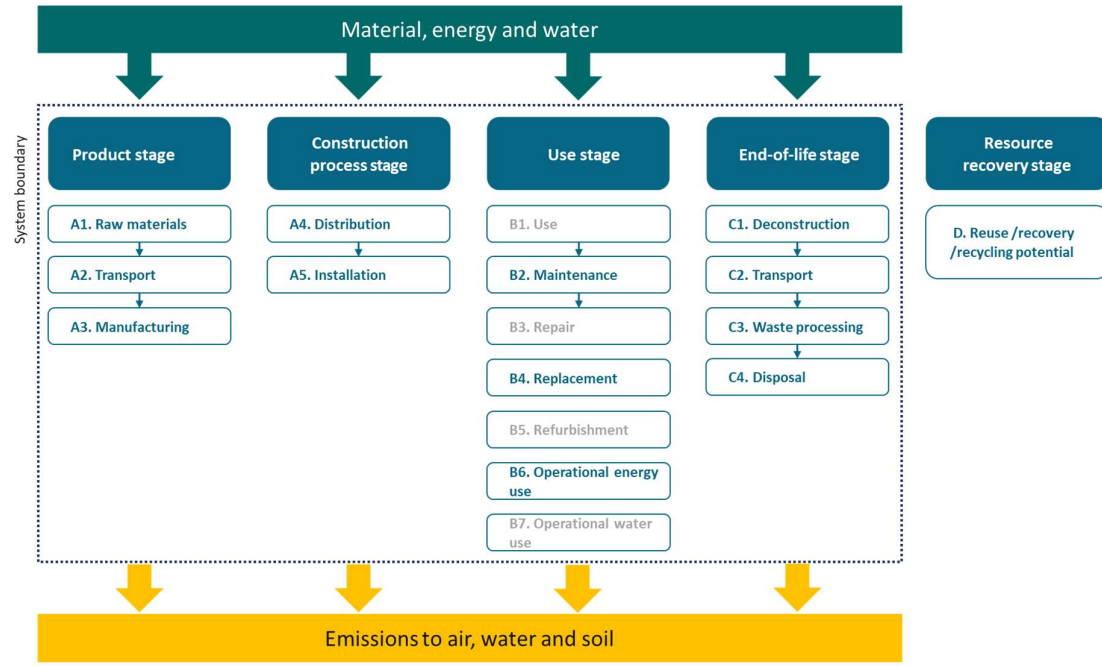 Material, energy and water
System boundary
Product stage
A1. Raw materials
A2. Transport
A3. Manufacturing
Construction
process stage
A4. Distribution
A5. Installation
Use stage
B1. Use
B2. Maintenance
B3. Repair
B4. Replacement
B5. Refurbishment
B6. Operational energy
use
B7. Operational water
use
End-of-life stage
C1. Deconstruction
C2. Transport
C3. Waste processing
C4. Disposal
Resource
recovery stage
D. Reuse /recovery
/recycling potential
Emissions to air, water and soil